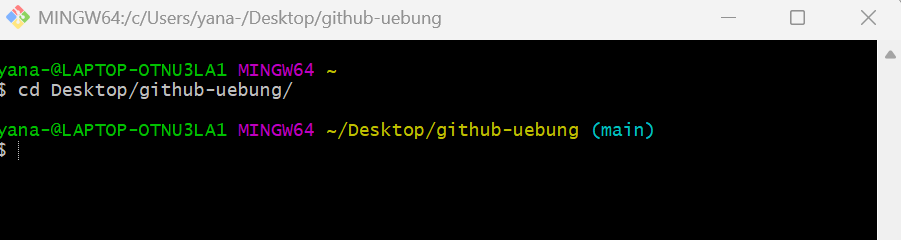 MINGW64:/c/Users/yana-/Desktop/github-uebung
yana-@LAPTOP-OTNU3LA1 MINGW64 ~
$ cd Desktop/github-uebung/
yana-@LAPTOP-OTNU3LA1 MINGW64 ~/Desktop/github-uebung (main)
$